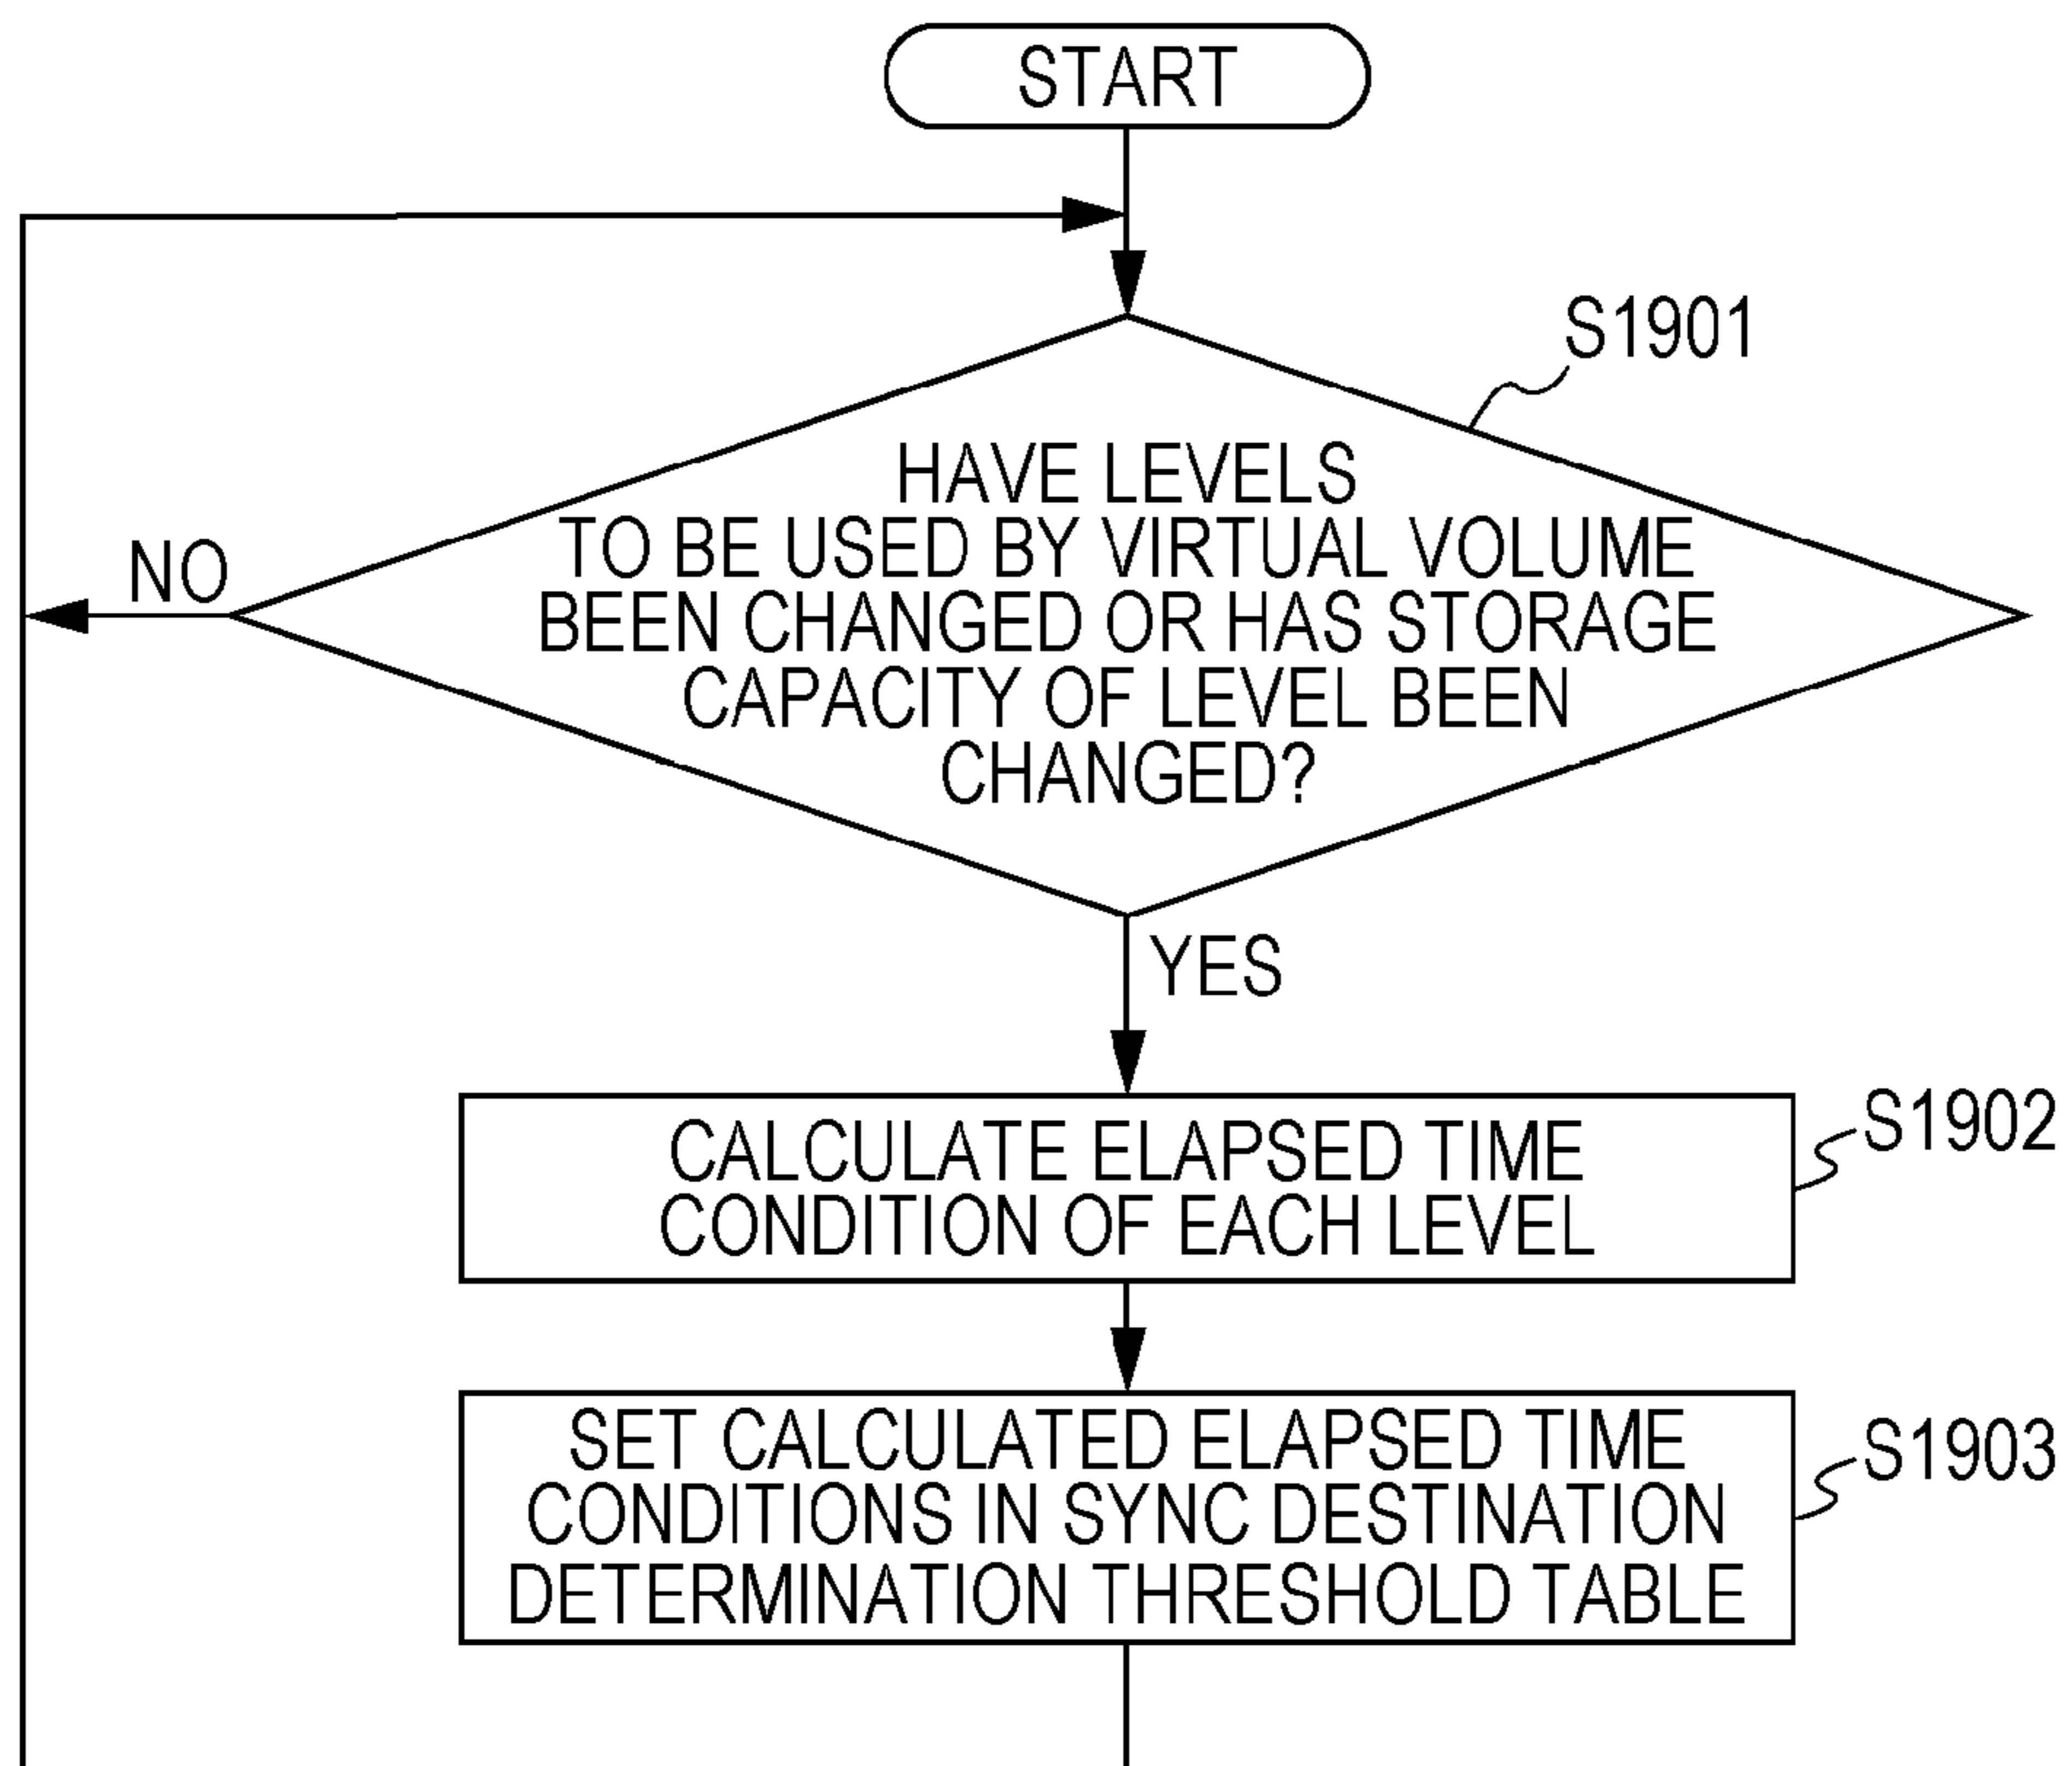 START
S1901
HAVE LEVELS
TO BE USED BY VIRTUAL VOLUME
BEEN CHANGED OR HAS STORAGE
CAPACITY OF LEVEL BEEN
CHANGED?
NO
YES
S1902
CALCULATE ELAPSED TIME
CONDITION OF EACH LEVEL
S1903
SET CALCULATED ELAPSED TIME
CONDITIONS IN SYNC DESTINATION
DETERMINATION THRESHOLD TABLE